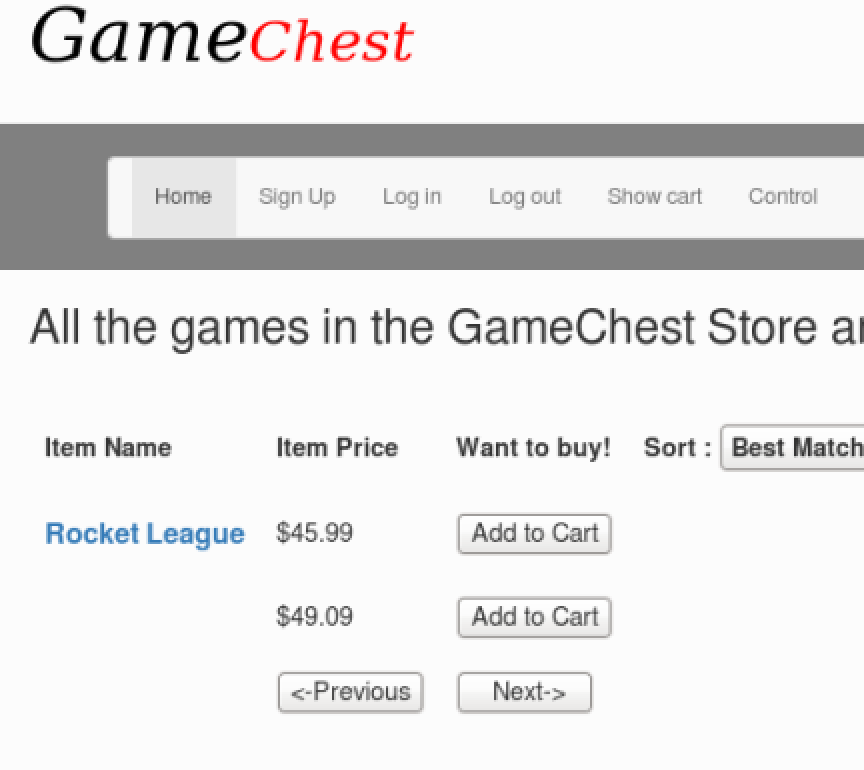 GameChest
Home Sign Up Log in Log out Show cart Control
All the games in the GameChest Store
Item Name Item Price Want to buy! Sort : Best Match
Rocket League $45.99 Add to Cart
$49.09 Add to Cart
<-Previous Next->